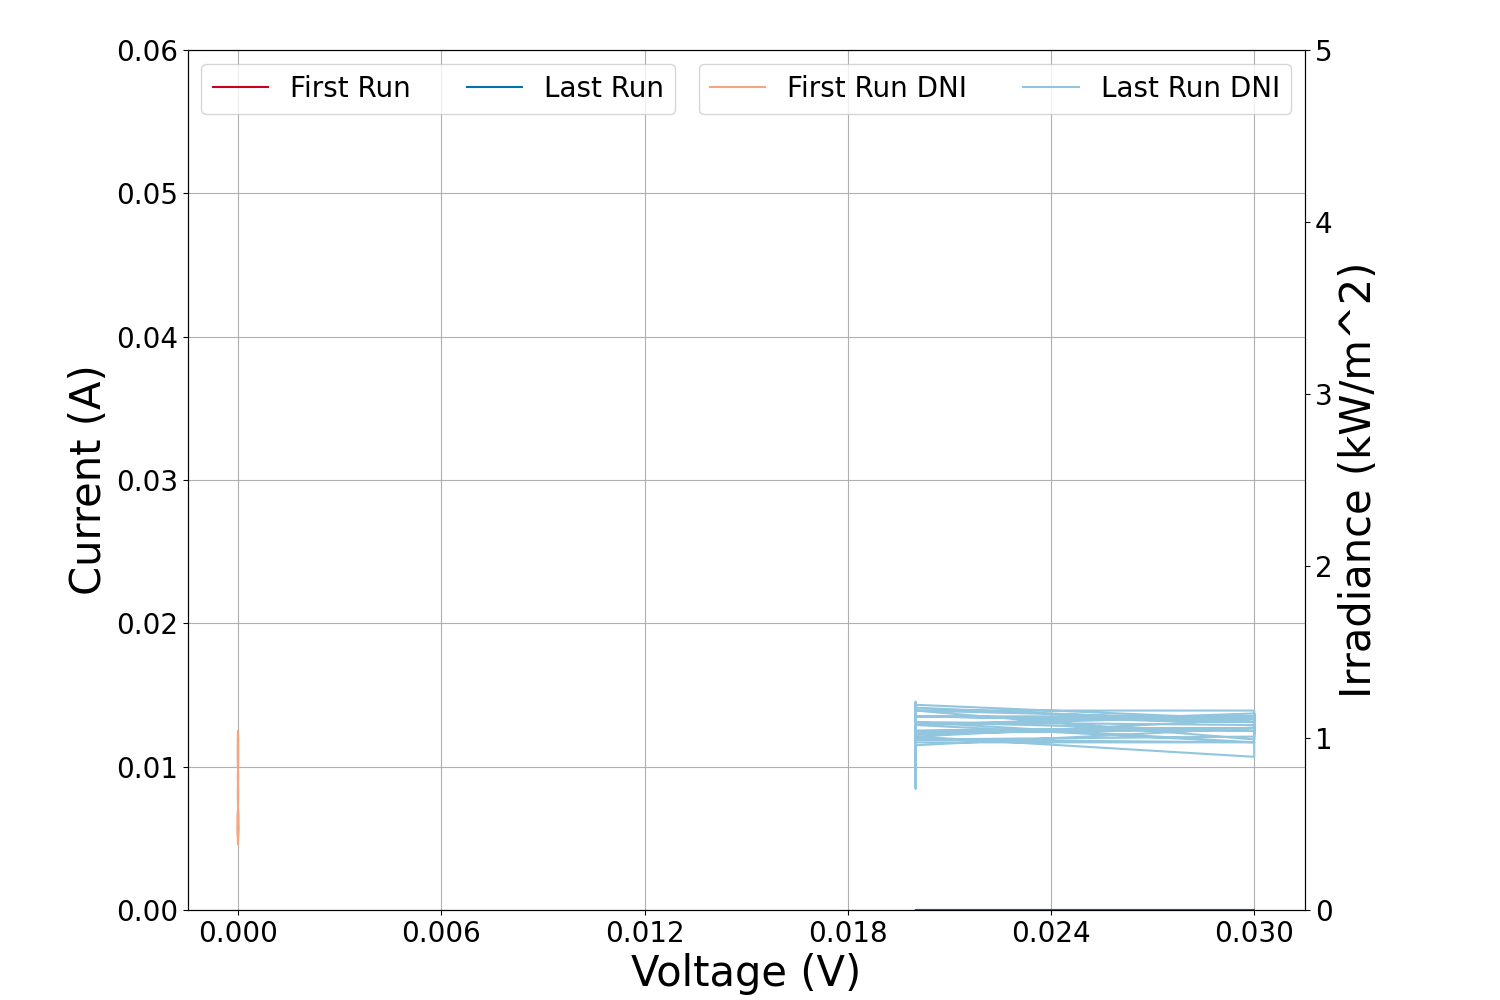 First Run
Last Run
First Run DNI
Last Run DNI
0.06
0.05
0.04
0.03
0.02
0.01
0.00
Current (A)
5
4
3
2
1
0
Irradiance (kW/m^2)
0.000
0.006
0.012
0.018
0.024
0.030
Voltage (V)